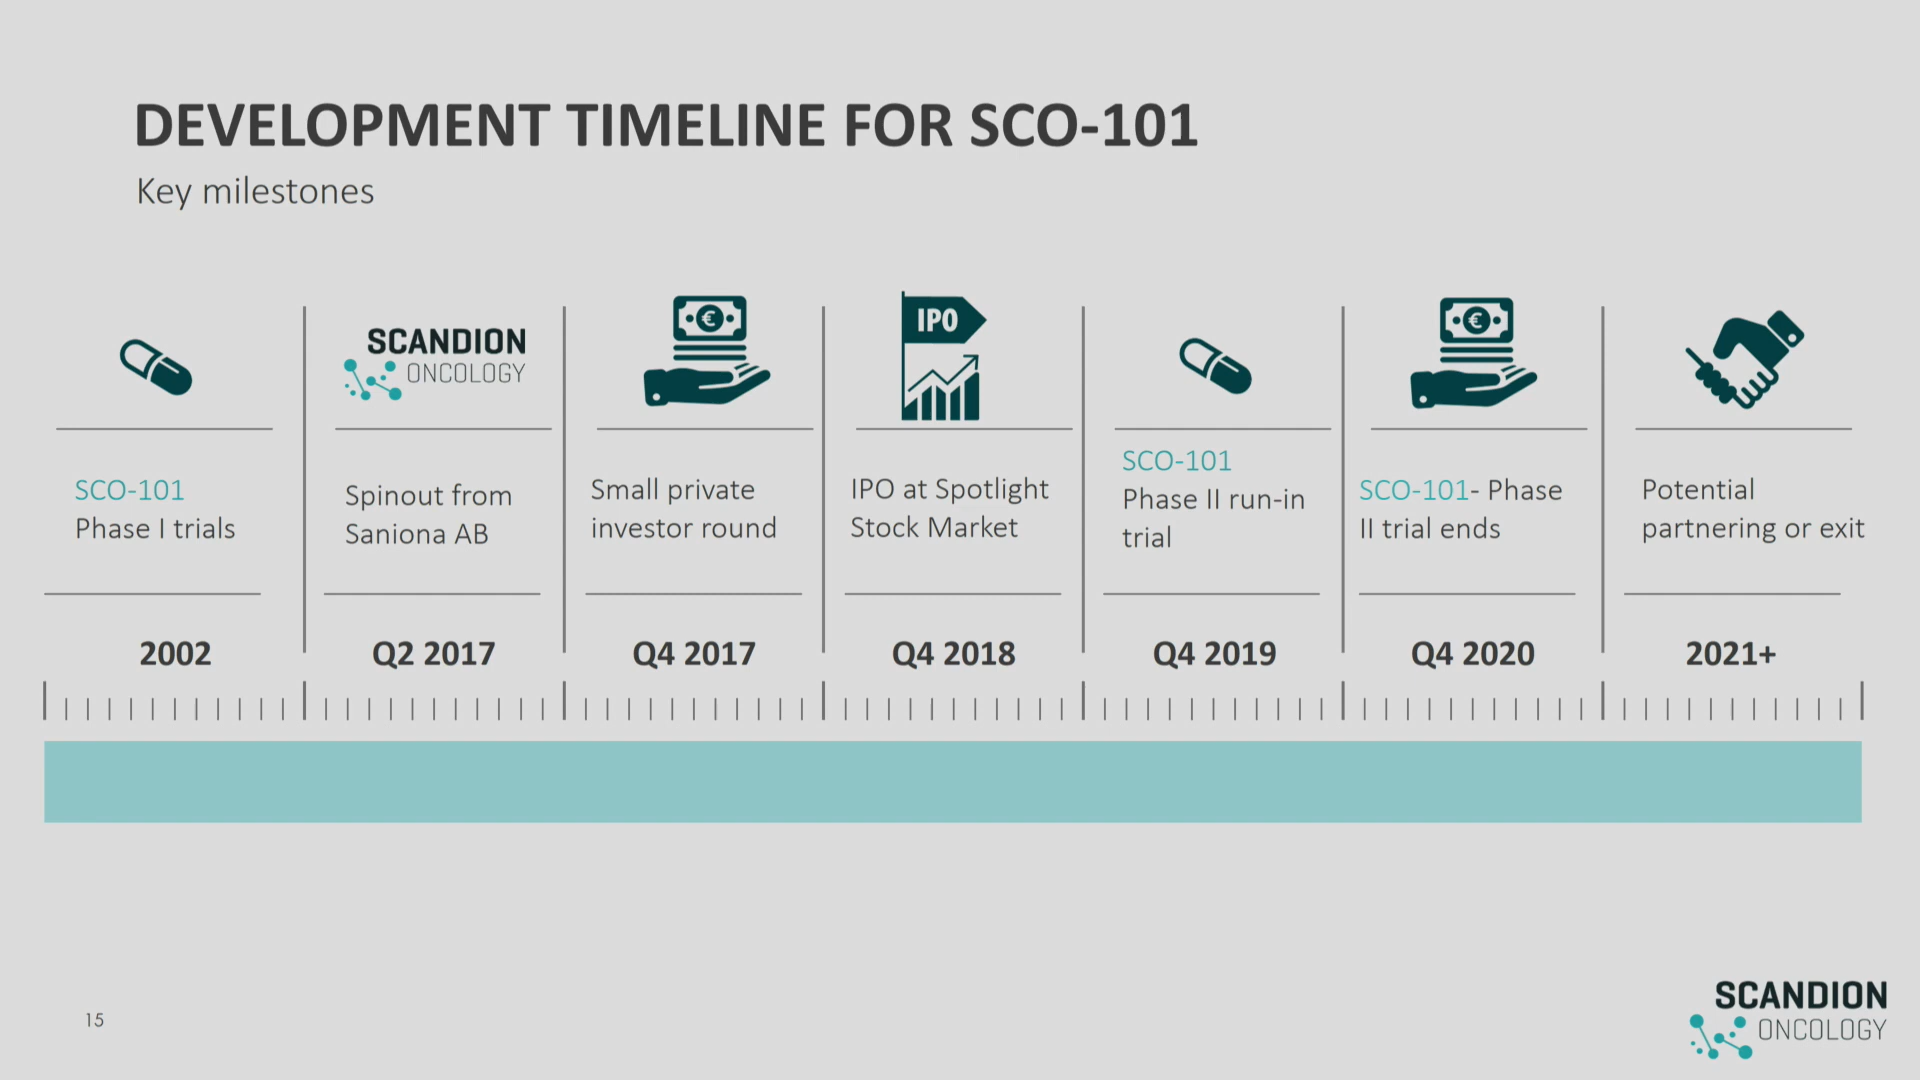 DEVELOPMENT TIMELINE FOR SCO-101
Key milestones
SCO-101
Phase I trials
2002
SCANDION
ONCOLOGY
Spinout from
Saniona AB
Q2 2017
€
Small private
investor round
Q4 2017
IPO
IPO at Spotlight
Stock Market
Q4 2018
SCO-101
Phase II run-in
trial
Q4 2019
€
SCO-101- Phase
II trial ends
Q4 2020
Potential
partnering or exit
2021+
15
SCANDION
ONCOLOGY